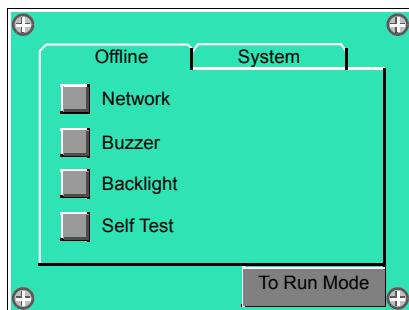 Offline System
Network
Buzzer
Backlight
Self Test
To Run Mode